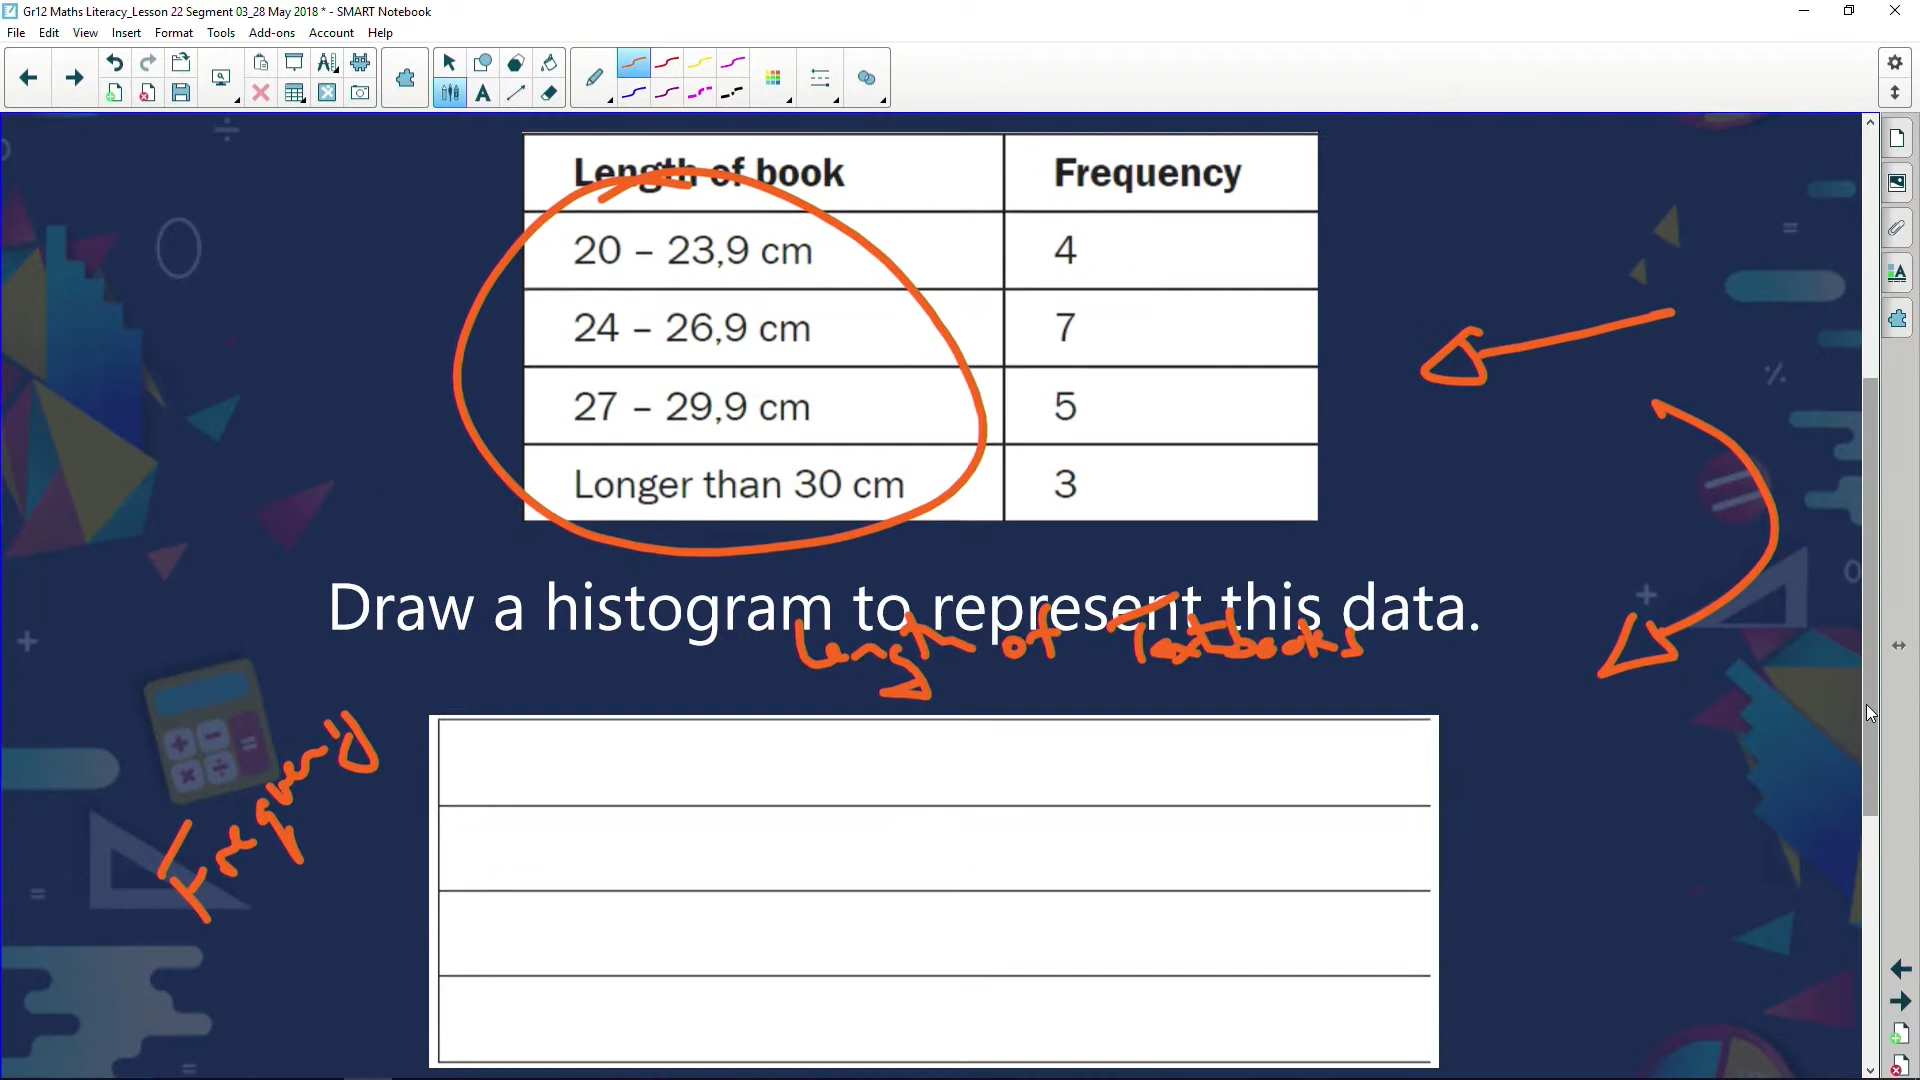 Gr12 Maths Literacy_Lesson 22 Segment 03_28 May 2018 * - SMART Notebook
File Edit View Insert Format Tools Add-ons Account Help
Length of book Frequency
20 – 23,9 cm 4
24 – 26,9 cm 7
27 – 29,9 cm 5
Longer than 30 cm 3
Draw a histogram to represent this data.
Length of Textbooks
Frequency